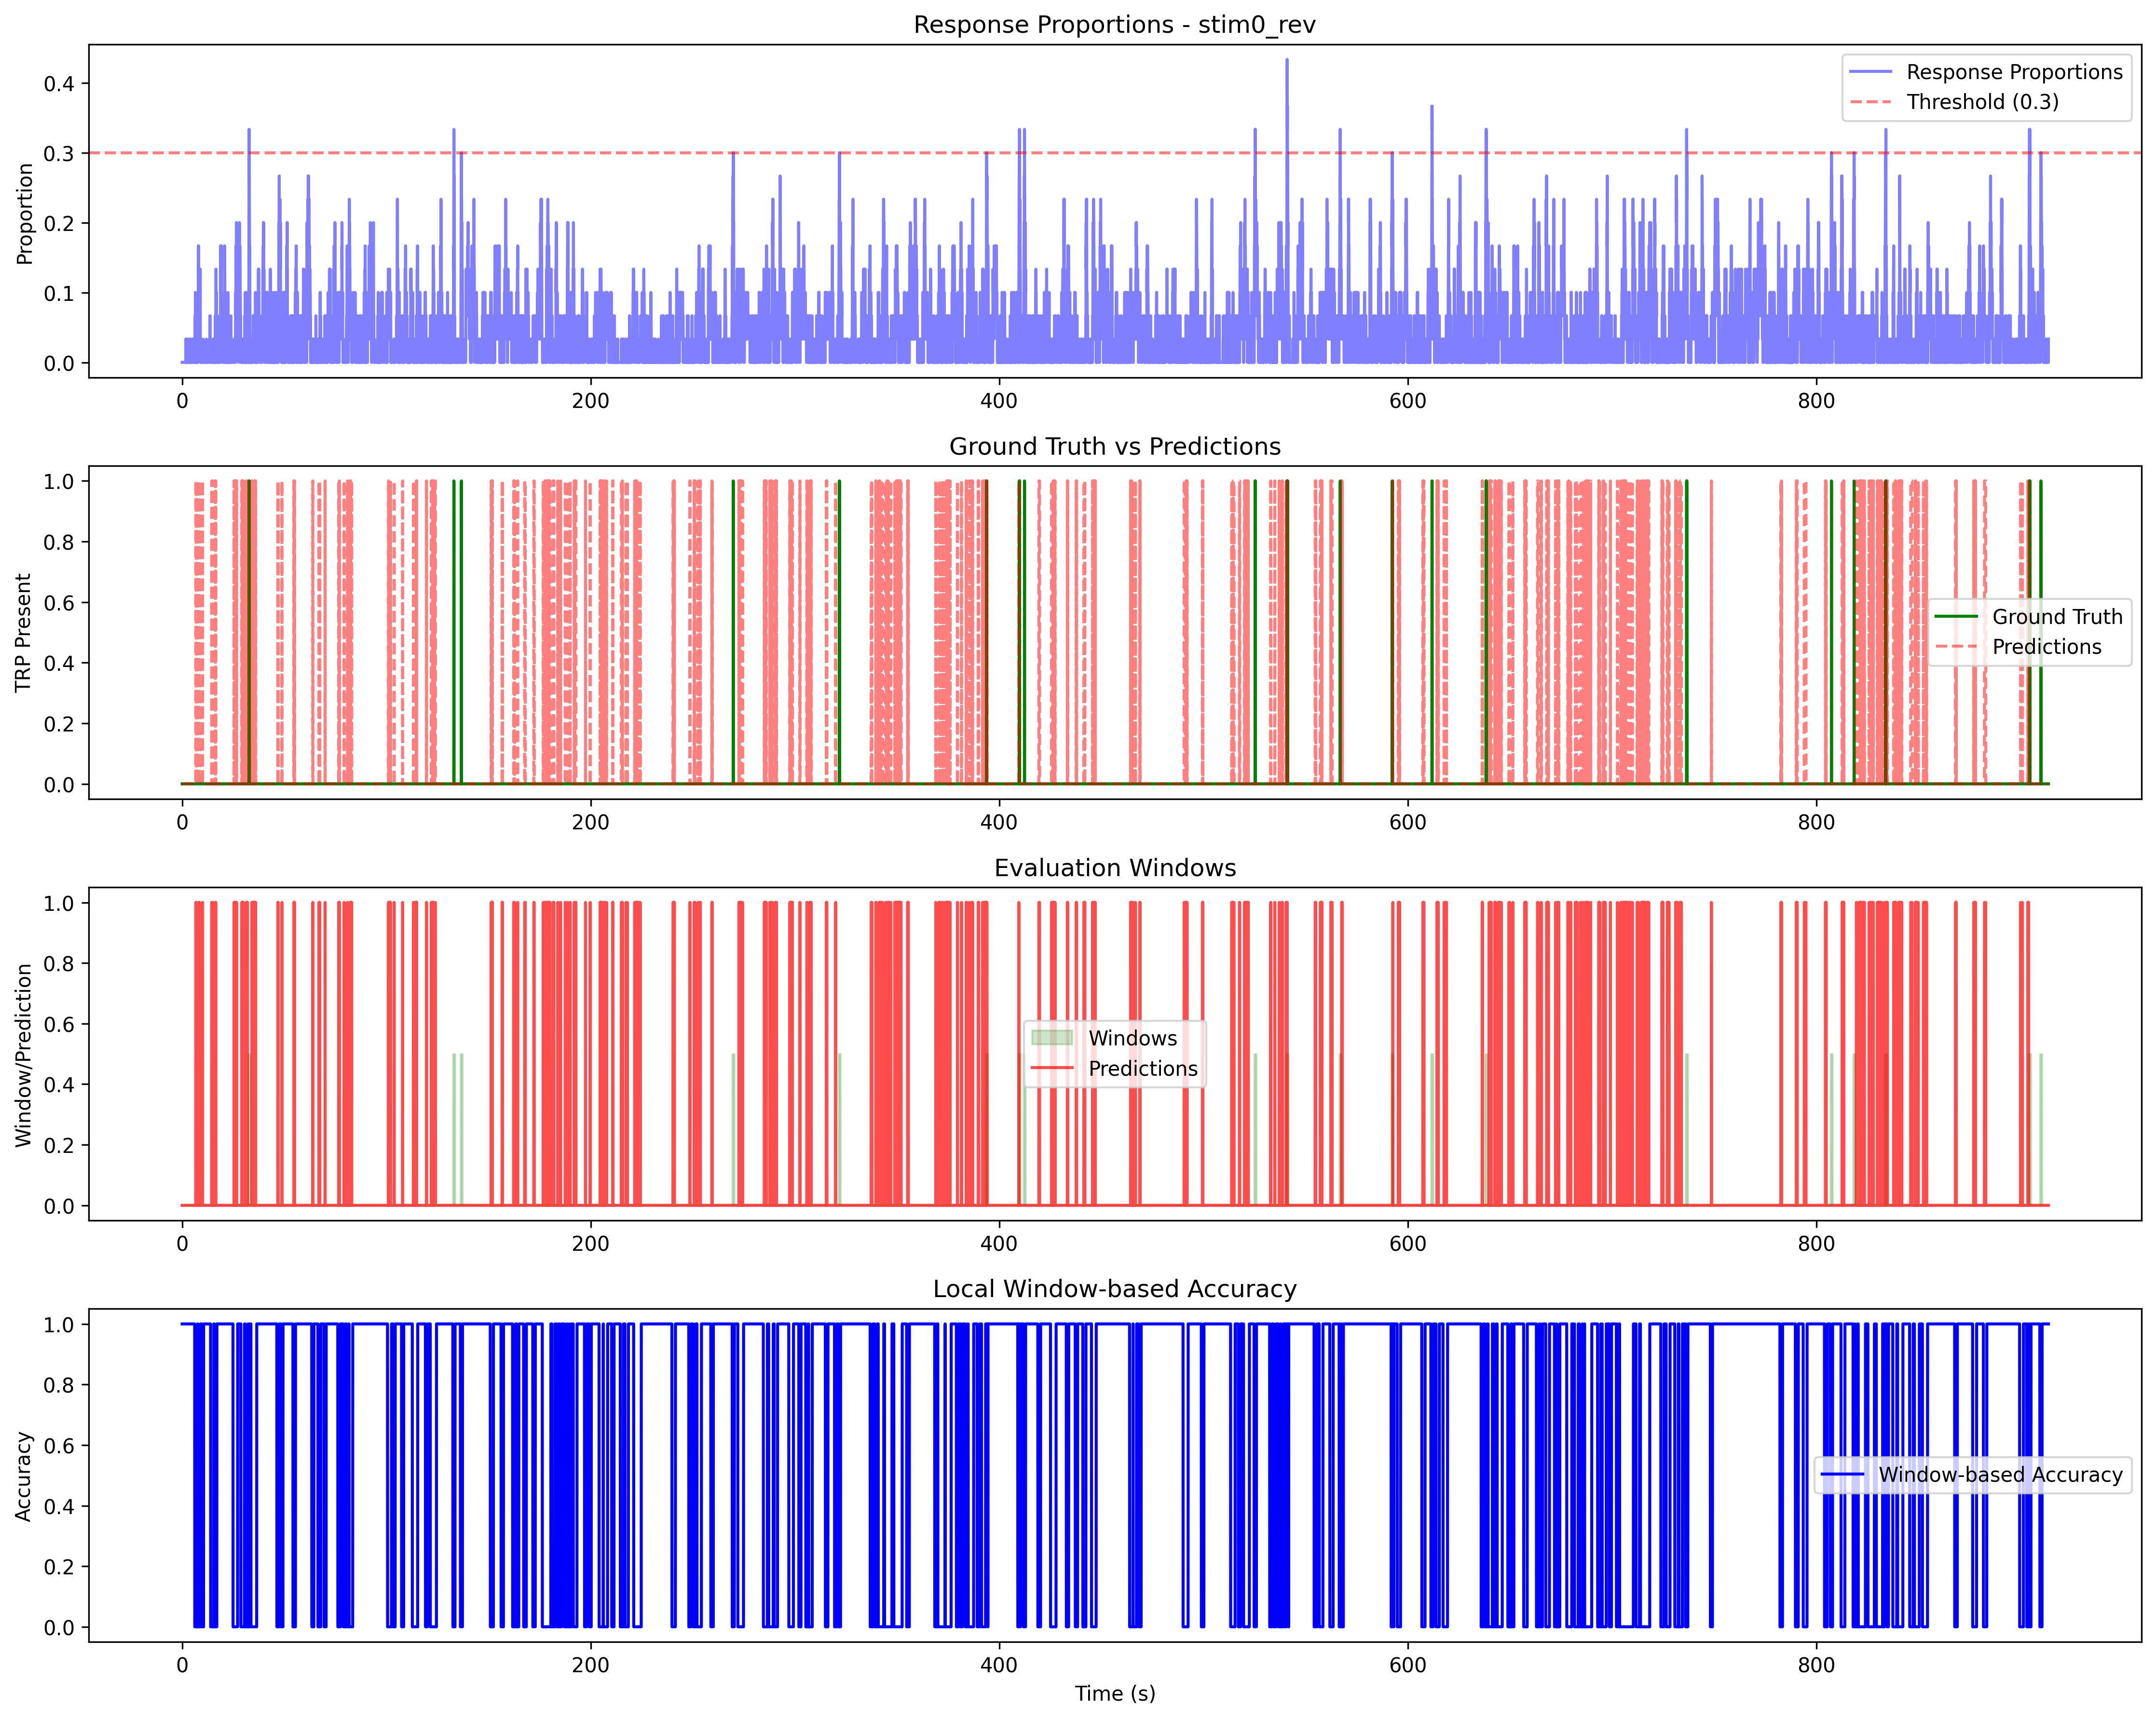 Response Proportions - stim0_rev
Proportion
0.4
0.3
0.2
0.1
0.0
Response Proportions
Threshold (0.3)
0 200 400 600 800
Ground Truth vs Predictions
TRP Present
1.0
0.8
0.6
0.4
0.2
0.0
Ground Truth
Predictions
0 200 400 600 800
Evaluation Windows
Window/Prediction
1.0
0.8
0.6
0.4
0.2
0.0
Windows
Predictions
0 200 400 600 800
Local Window-based Accuracy
Accuracy
1.0
0.8
0.6
0.4
0.2
0.0
Window-based Accuracy
0 200 400 600 800
Time (s)